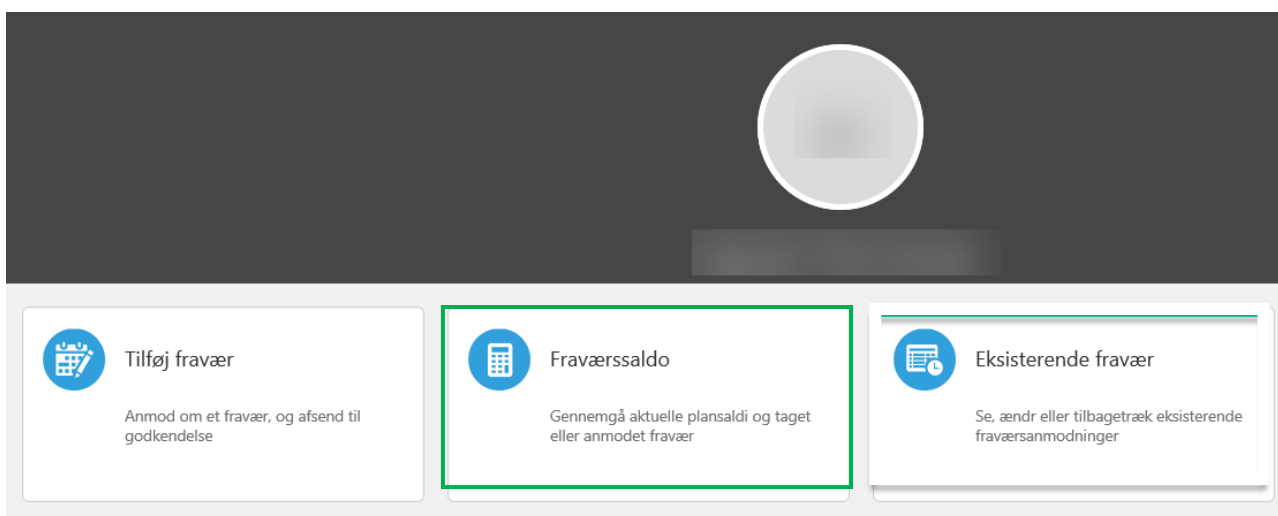 Tilføj fravær
Anmod om et fravær, og afsend til
godkendelse
Fraværssaldo
Gennemgå aktuelle plansaldi og taget
eller anmodet fravær
Eksisterende fravær
Se, ændr eller tilbagetræk eksisterende
fraværsanmodninger